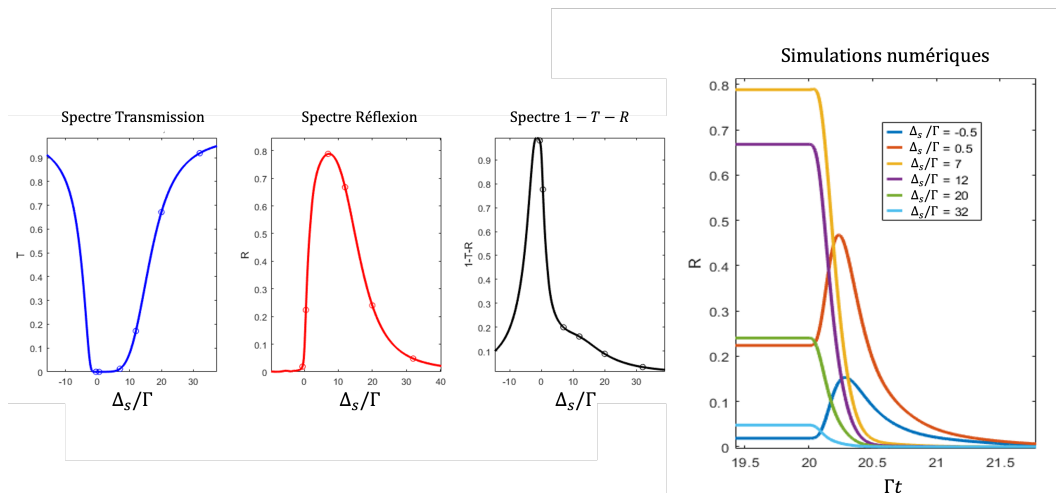 Simulations numériques
Spectre Transmission
Spectre Réflexion
Spectre 1 − T − R
0.9
0.8
0.7
0.6
0.5
0.4
0.3
0.2
0.1
0
T
-10 0 10 20 30
Δs/Γ
0.9
0.8
0.7
0.6
0.5
0.4
0.3
0.2
0.1
0
R
0 10 20 30 40
Δs/Γ
0.9
0.8
0.7
0.6
0.5
0.4
0.3
0.2
0.1
1-T-R
-10 0 10 20 30
Δs/Γ
0.8
0.7
0.6
0.5
0.4
0.3
0.2
0.1
0
R
Δs/Γ = -0.5
Δs/Γ = 0.5
Δs/Γ = 7
Δs/Γ = 12
Δs/Γ = 20
Δs/Γ = 32
19.5 20 20.5 21 21.5
Γt